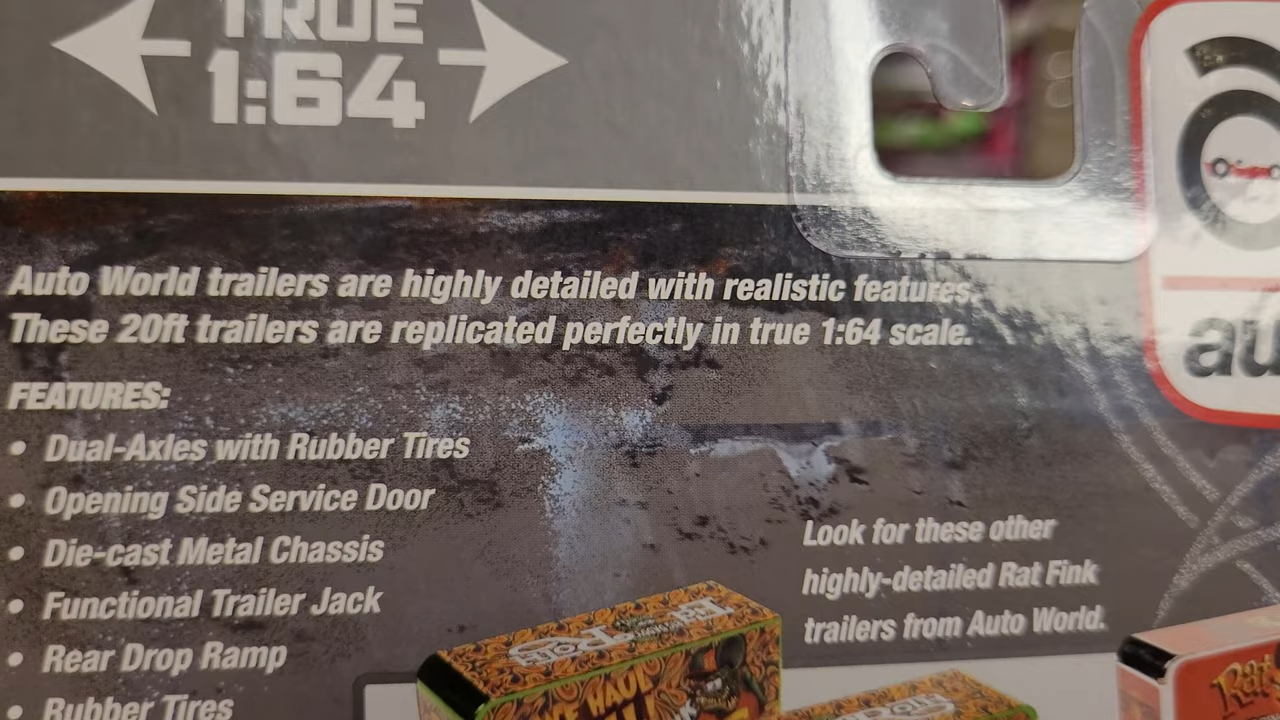 TRUE
1:64
au
Auto World trailers are highly detailed with realistic features.
These 20ft trailers are replicated perfectly in true 1:64 scale.
FEATURES:
• Dual-Axles with Rubber Tires
• Opening Side Service Door
• Die-cast Metal Chassis
• Functional Trailer Jack
• Rear Drop Ramp
• Rubber Tires
Look for these other
highly-detailed Rat Fink
trailers from Auto World.
HAUL
Rat